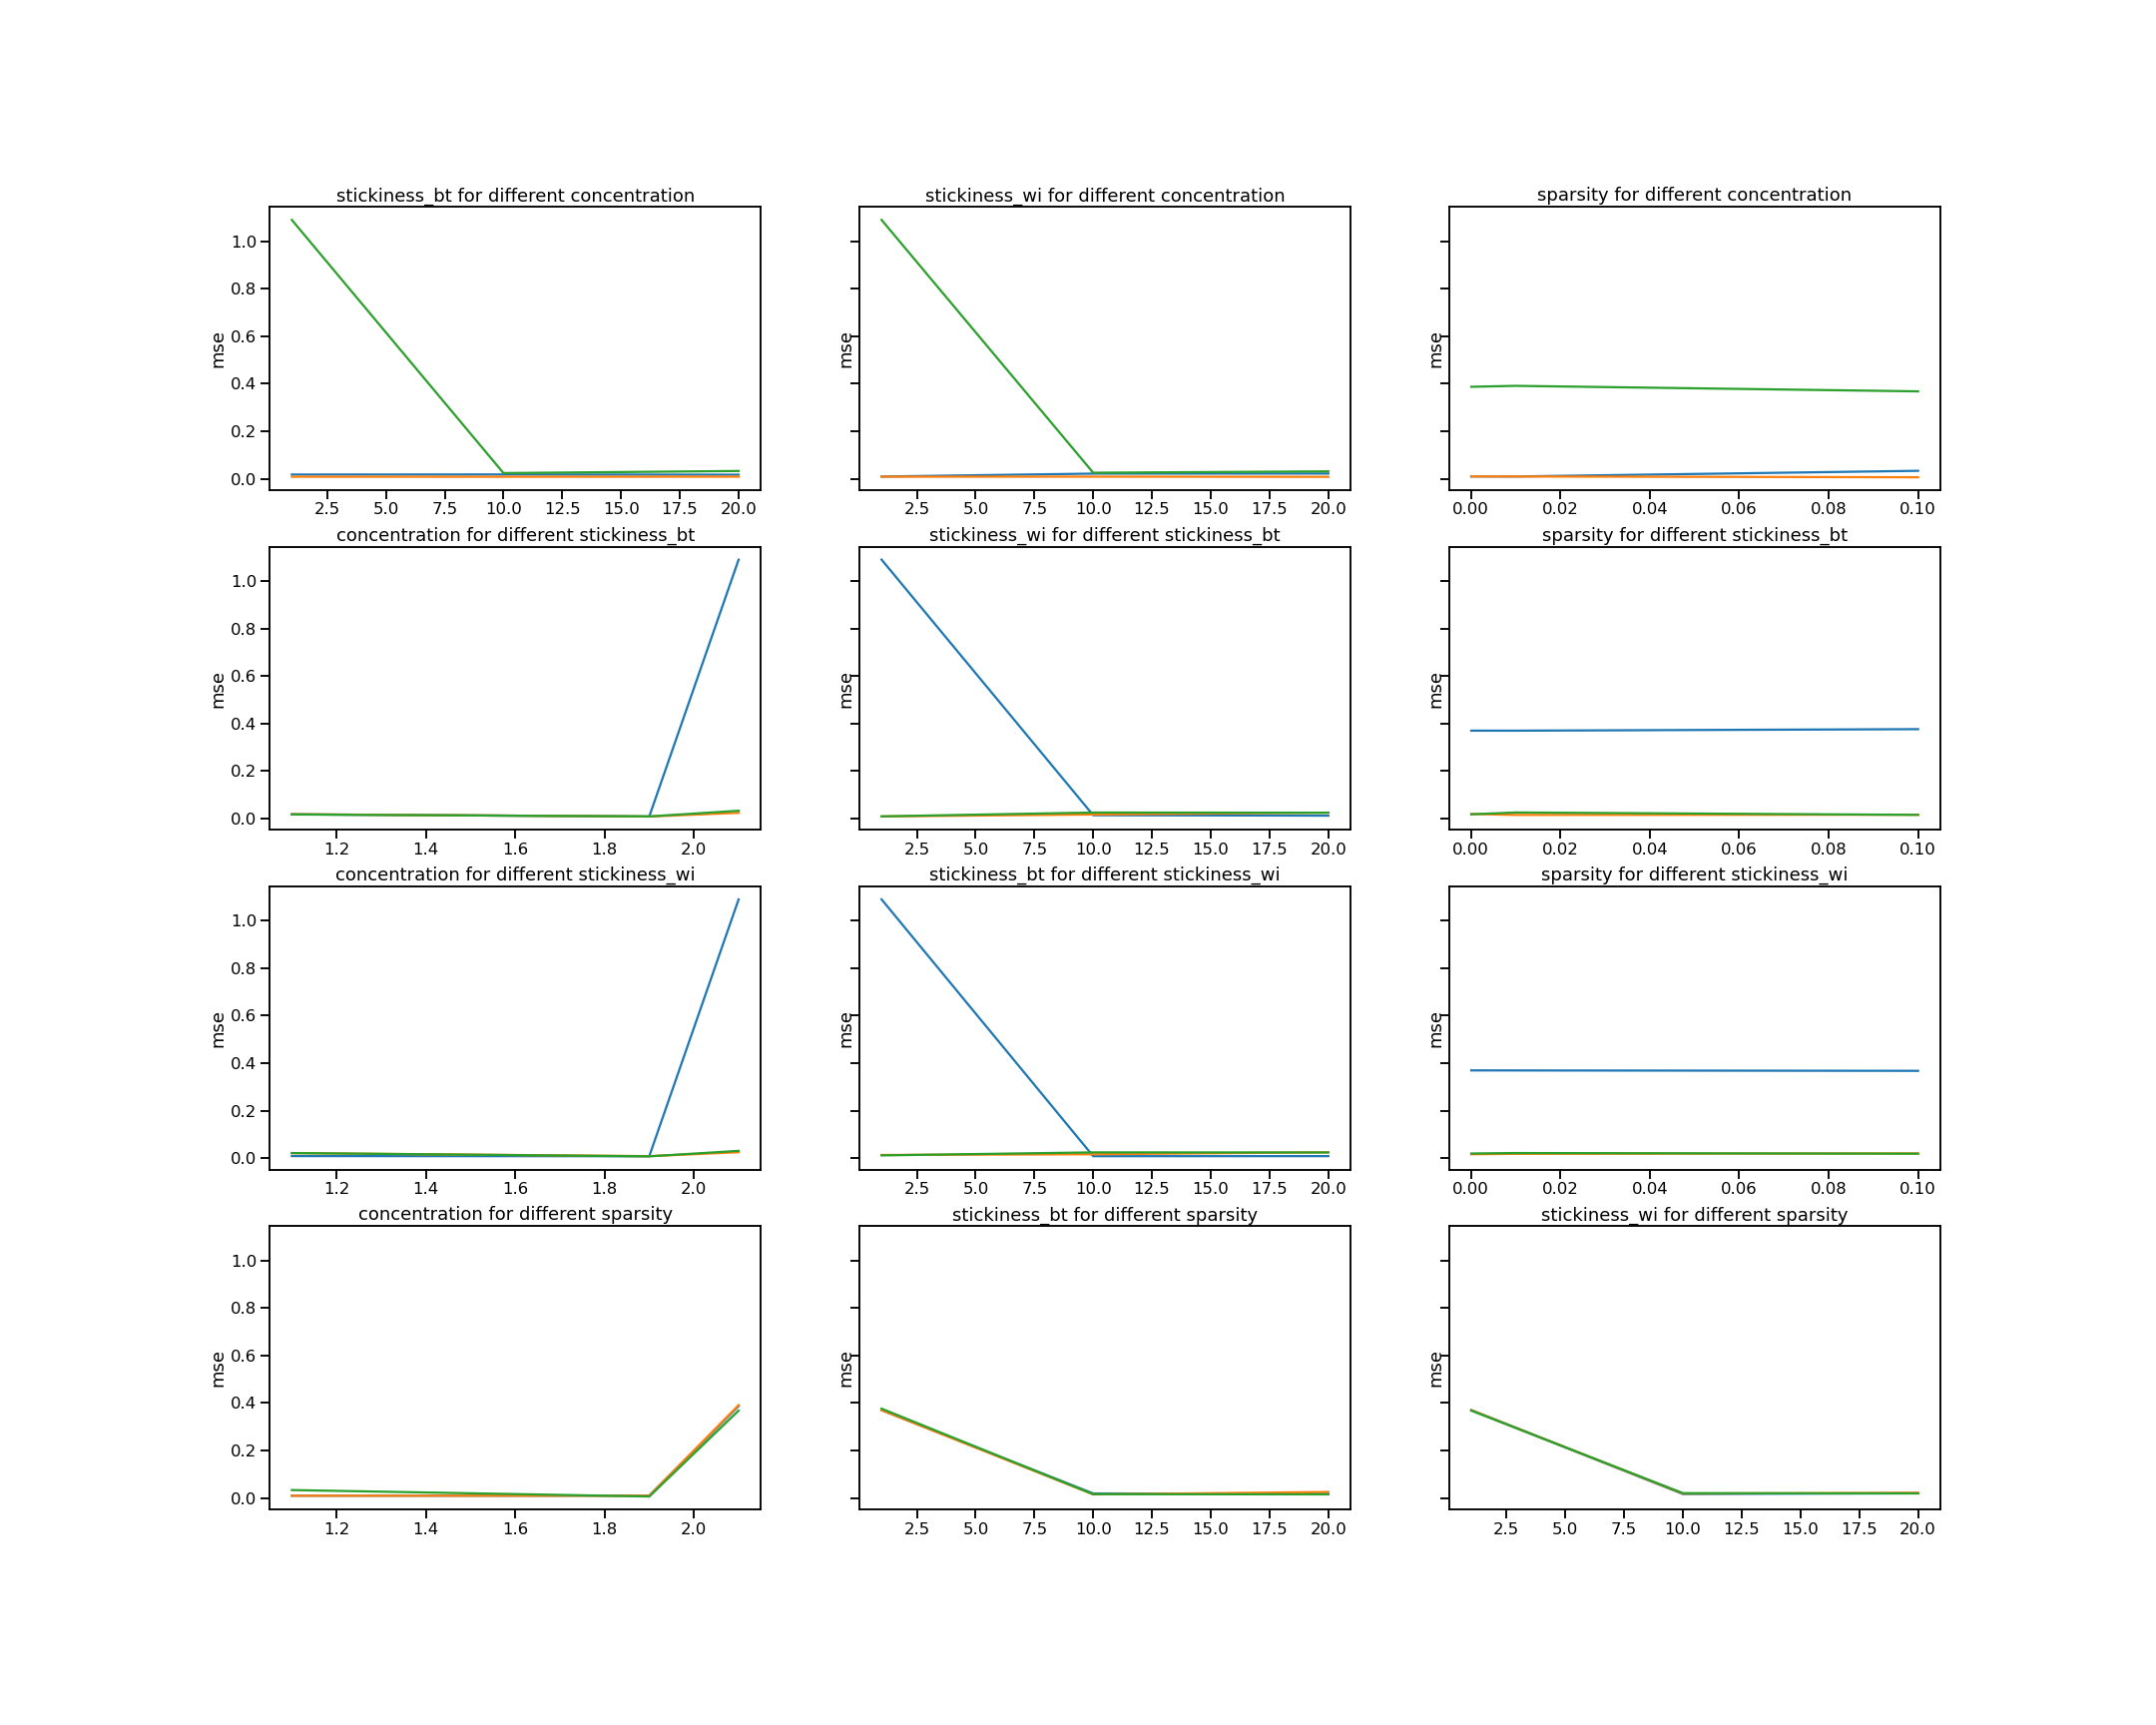 stickiness_bt for different concentration
stickiness_wi for different concentration
sparsity for different concentration
mse
1.0
0.8
0.6
0.4
0.2
0.0
2.5 5.0 7.5 10.0 12.5 15.0 17.5 20.0
mse
2.5 5.0 7.5 10.0 12.5 15.0 17.5 20.0
mse
0.00 0.02 0.04 0.06 0.08 0.10
concentration for different stickiness_bt
stickiness_wi for different stickiness_bt
sparsity for different stickiness_bt
mse
1.0
0.8
0.6
0.4
0.2
0.0
1.2 1.4 1.6 1.8 2.0
mse
2.5 5.0 7.5 10.0 12.5 15.0 17.5 20.0
mse
0.00 0.02 0.04 0.06 0.08 0.10
concentration for different stickiness_wi
stickiness_bt for different stickiness_wi
sparsity for different stickiness_wi
mse
1.0
0.8
0.6
0.4
0.2
0.0
1.2 1.4 1.6 1.8 2.0
mse
2.5 5.0 7.5 10.0 12.5 15.0 17.5 20.0
mse
0.00 0.02 0.04 0.06 0.08 0.10
concentration for different sparsity
stickiness_bt for different sparsity
stickiness_wi for different sparsity
mse
1.0
0.8
0.6
0.4
0.2
0.0
1.2 1.4 1.6 1.8 2.0
mse
2.5 5.0 7.5 10.0 12.5 15.0 17.5 20.0
mse
2.5 5.0 7.5 10.0 12.5 15.0 17.5 20.0